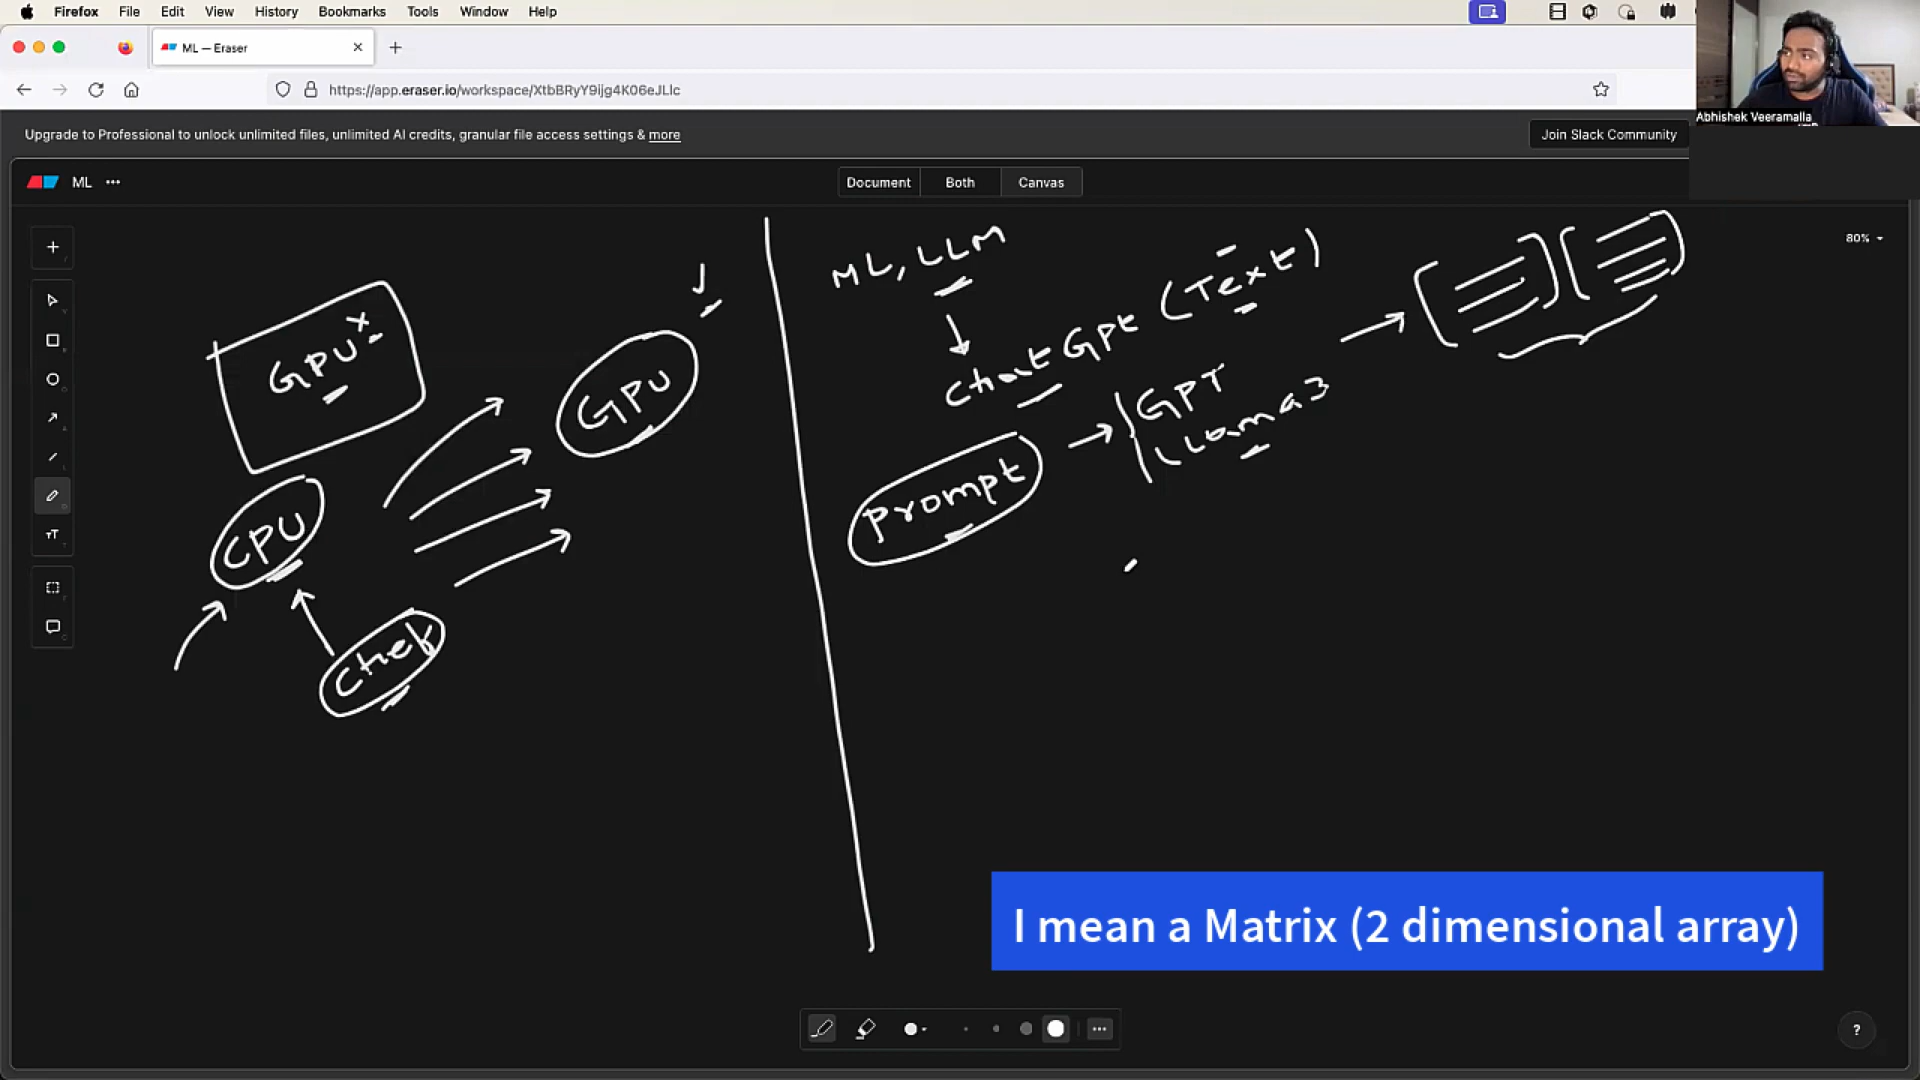 Firefox File Edit View History Bookmarks Tools Window Help
ML — Eraser
https://app.eraser.io/workspace/XtbBRyY9ijg4K06eJLlc
Abhishek Veeramalla
Upgrade to Professional to unlock unlimited files, unlimited AI credits, granular file access settings & more
Join Slack Community
ML
Document Both Canvas
80%
GPU x
GPU
CPU
Chef
ML, LLM
ChatGpt (Text)
GPT
LLama3
Prompt
I mean a Matrix (2 dimensional array)
?